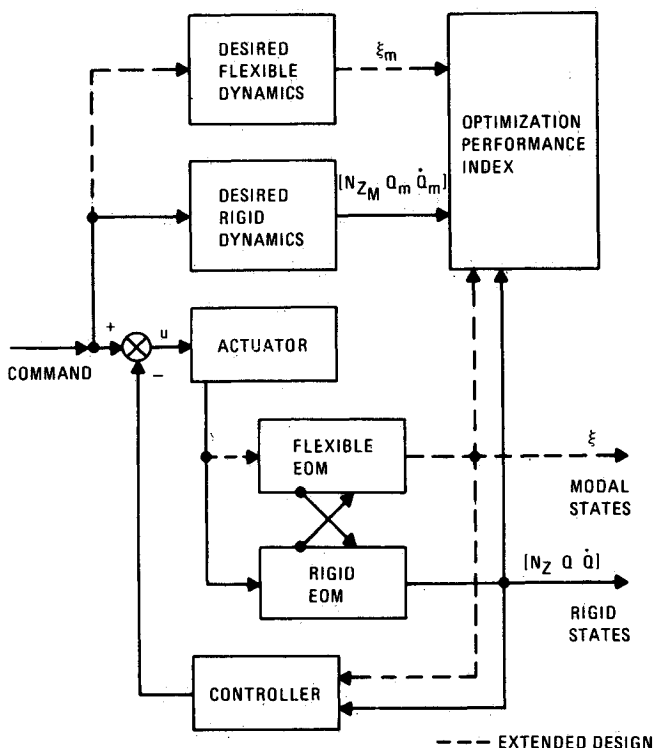 DESIRED
FLEXIBLE
DYNAMICS
ξm
OPTIMIZATION
PERFORMANCE
INDEX
DESIRED
RIGID
DYNAMICS
[NZM Qm Q̇m]
+
u
ACTUATOR
COMMAND
−
FLEXIBLE
EOM
ξ
MODAL
STATES
RIGID
EOM
[NZ Q Q̇]
RIGID
STATES
CONTROLLER
--- EXTENDED DESIGN